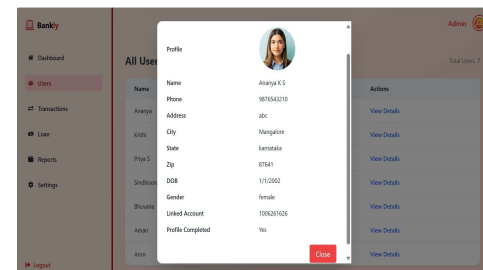 Bankly
Admin
Dashboard
Users
Transactions
Loan
Reports
Settings
Logout
All User
Total Users: 7
Name
Actions
Ananya
View Details
Krithi
View Details
Priya S
View Details
Sindhoor
View Details
Bhuvana
View Details
Aman
View Details
Arun
View Details
Profile
Name Ananya K S
Phone 9876543210
Address abc
City Mangalore
State karnataka
Zip 87641
DOB 1/1/2002
Gender female
Linked Account 1006261626
Profile Completed Yes
Close